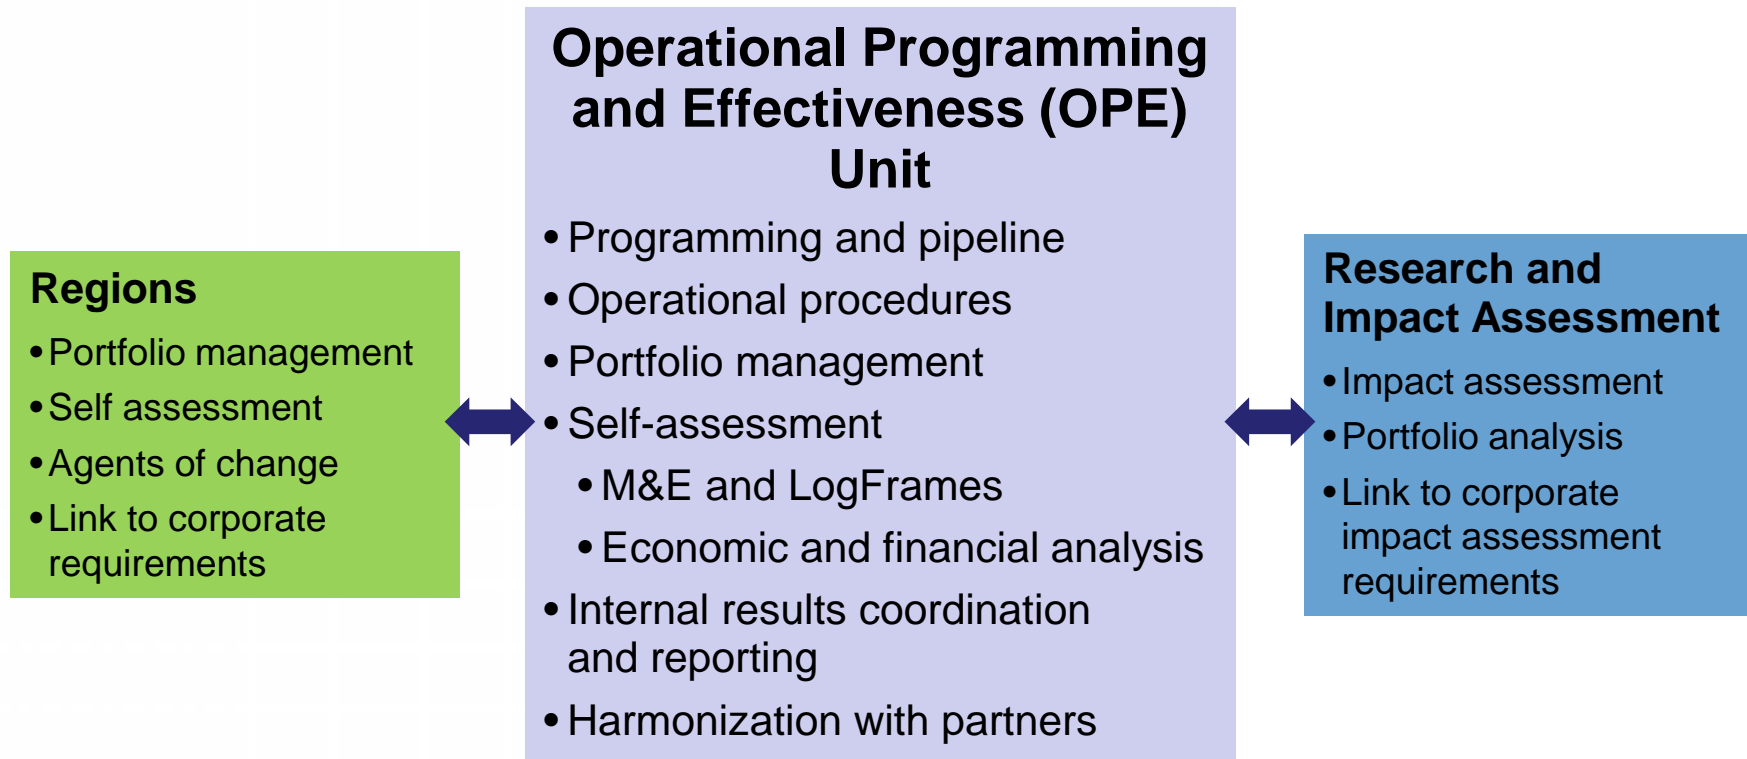 Operational Programming
and Effectiveness (OPE)
Unit
• Programming and pipeline
• Operational procedures
• Portfolio management
• Self-assessment
• M&E and LogFrames
• Economic and financial analysis
• Internal results coordination
and reporting
• Harmonization with partners
Regions
• Portfolio management
• Self assessment
• Agents of change
• Link to corporate
requirements
Research and
Impact Assessment
• Impact assessment
• Portfolio analysis
• Link to corporate
impact assessment
requirements